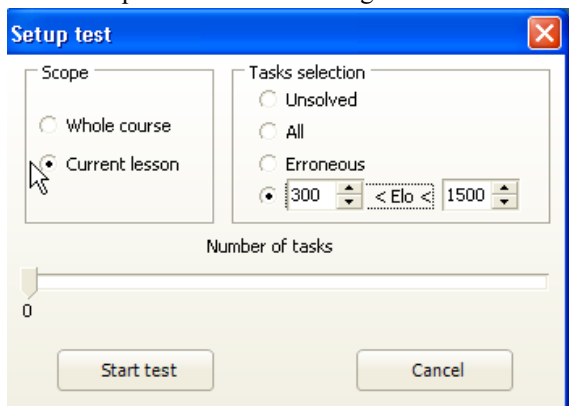 Setup test
Scope
Whole course
Current lesson
Tasks selection
Unsolved
All
Erroneous
300 < Elo < 1500
Number of tasks
0
Start test Cancel